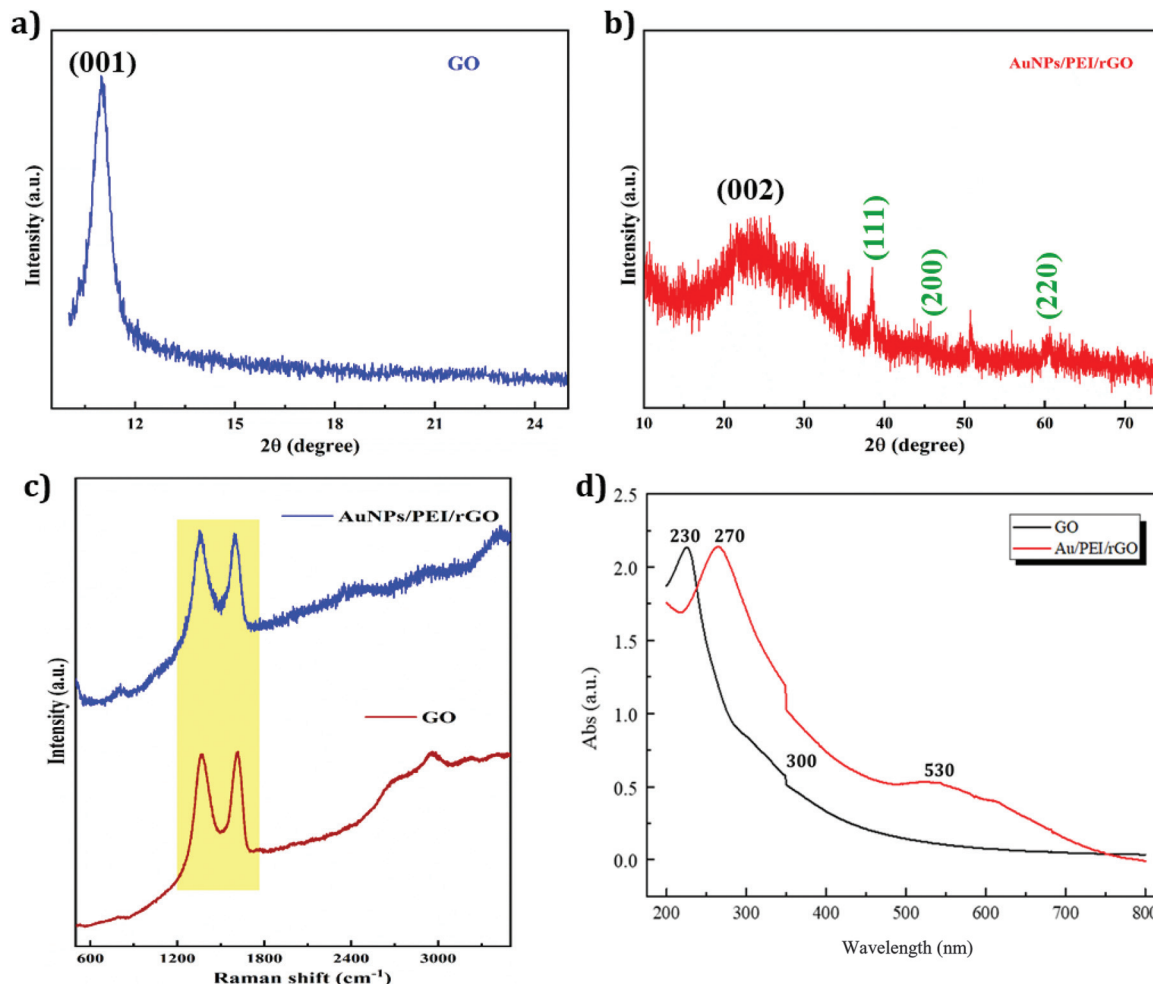 a)
(001)
GO
Intensity (a.u.)
12 15 18 21 24
2θ (degree)
b)
AuNPs/PEI/rGO
(002)
(111)
(200)
(220)
Intensity (a.u.)
10 20 30 40 50 60 70
2θ (degree)
c)
AuNPs/PEI/rGO
GO
Intensity (a.u.)
600 1200 1800 2400 3000
Raman shift (cm⁻¹)
d)
2.5
2.0
1.5
1.0
0.5
0.0
Abs (a.u.)
230 270
GO
Au/PEI/rGO
300
530
200 300 400 500 600 700 800
Wavelength (nm)